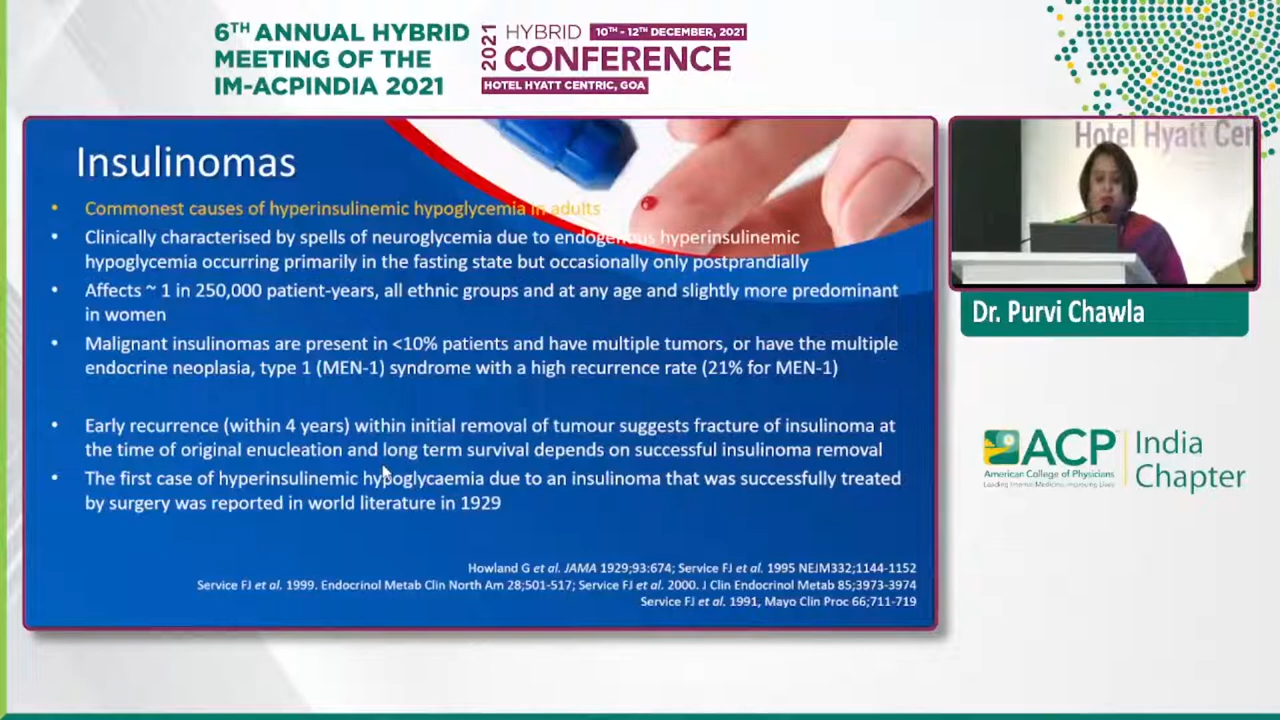 6TH ANNUAL HYBRID
MEETING OF THE
IM-ACPINDIA 2021
2021
HYBRID 10TH - 12TH DECEMBER, 2021
CONFERENCE
HOTEL HYATT CENTRIC, GOA
Insulinomas
• Commonest causes of hyperinsulinemic hypoglycemia in adults
• Clinically characterised by spells of neuroglycemia due to endogenous hyperinsulinemic
hypoglycemia occurring primarily in the fasting state but occasionally only postprandially
• Affects ~ 1 in 250,000 patient-years, all ethnic groups and at any age and slightly more predominant
in women
• Malignant insulinomas are present in <10% patients and have multiple tumors, or have the multiple
endocrine neoplasia, type 1 (MEN-1) syndrome with a high recurrence rate (21% for MEN-1)
• Early recurrence (within 4 years) within initial removal of tumour suggests fracture of insulinoma at
the time of original enucleation and long term survival depends on successful insulinoma removal
• The first case of hyperinsulinemic hypoglycaemia due to an insulinoma that was successfully treated
by surgery was reported in world literature in 1929
Howland G et al. JAMA 1929;93:674; Service FJ et al. 1995 NEJM332;1144-1152
Service FJ et al. 1999. Endocrinol Metab Clin North Am 28;501-517; Service FJ et al. 2000. J Clin Endocrinol Metab 85;3973-3974
Service FJ et al. 1991, Mayo Clin Proc 66;711-719
Hotel Hyatt Cen
Dr. Purvi Chawla
ACP
American College of Physicians
Leading Internal Medicine, Improving Lives
India
Chapter